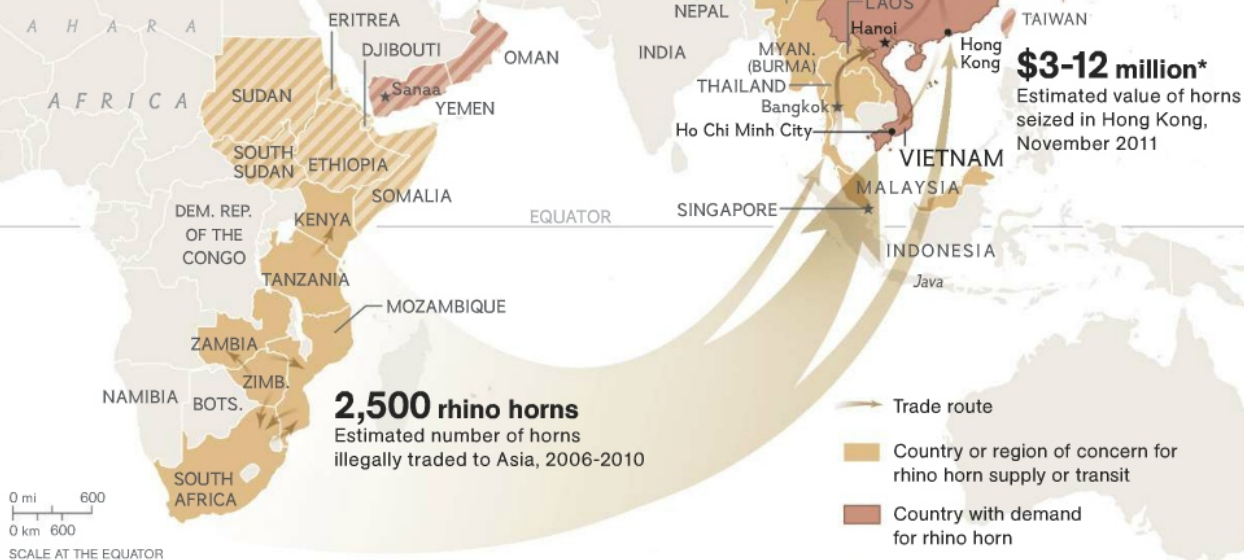 SAHARA
AFRICA
ERITREA
DJIBOUTI
SUDAN
SOUTH
SUDAN
ETHIOPIA
SOMALIA
Sanaa
YEMEN
OMAN
NEPAL
INDIA
LAOS
Hanoi
MYAN.
(BURMA)
THAILAND
Bangkok
Ho Chi Minh City
VIETNAM
Hong
Kong
TAIWAN
$3-12 million*
Estimated value of horns
seized in Hong Kong,
November 2011
MALAYSIA
SINGAPORE
INDONESIA
Java
EQUATOR
DEM. REP.
OF THE
CONGO
KENYA
TANZANIA
MOZAMBIQUE
ZAMBIA
ZIMB.
NAMIBIA
BOTS.
SOUTH
AFRICA
2,500 rhino horns
Estimated number of horns
illegally traded to Asia, 2006-2010
Trade route
Country or region of concern for
rhino horn supply or transit
Country with demand
for rhino horn
0 mi 600
0 km 600
SCALE AT THE EQUATOR